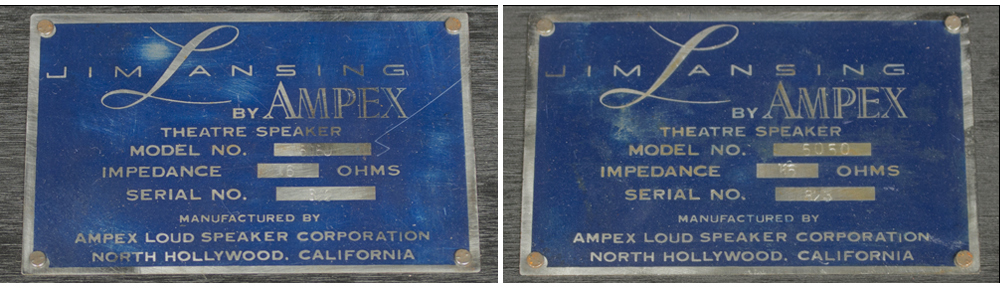 JIM LANSING
BY AMPEX
THEATRE SPEAKER
MODEL NO.
IMPEDANCE 16 OHMS
SERIAL NO.
MANUFACTURED BY
AMPEX LOUD SPEAKER CORPORATION
NORTH HOLLYWOOD, CALIFORNIA
JIM LANSING
BY AMPEX
THEATRE SPEAKER
MODEL NO. 5050
IMPEDANCE 16 OHMS
SERIAL NO.
MANUFACTURED BY
AMPEX LOUD SPEAKER CORPORATION
NORTH HOLLYWOOD, CALIFORNIA